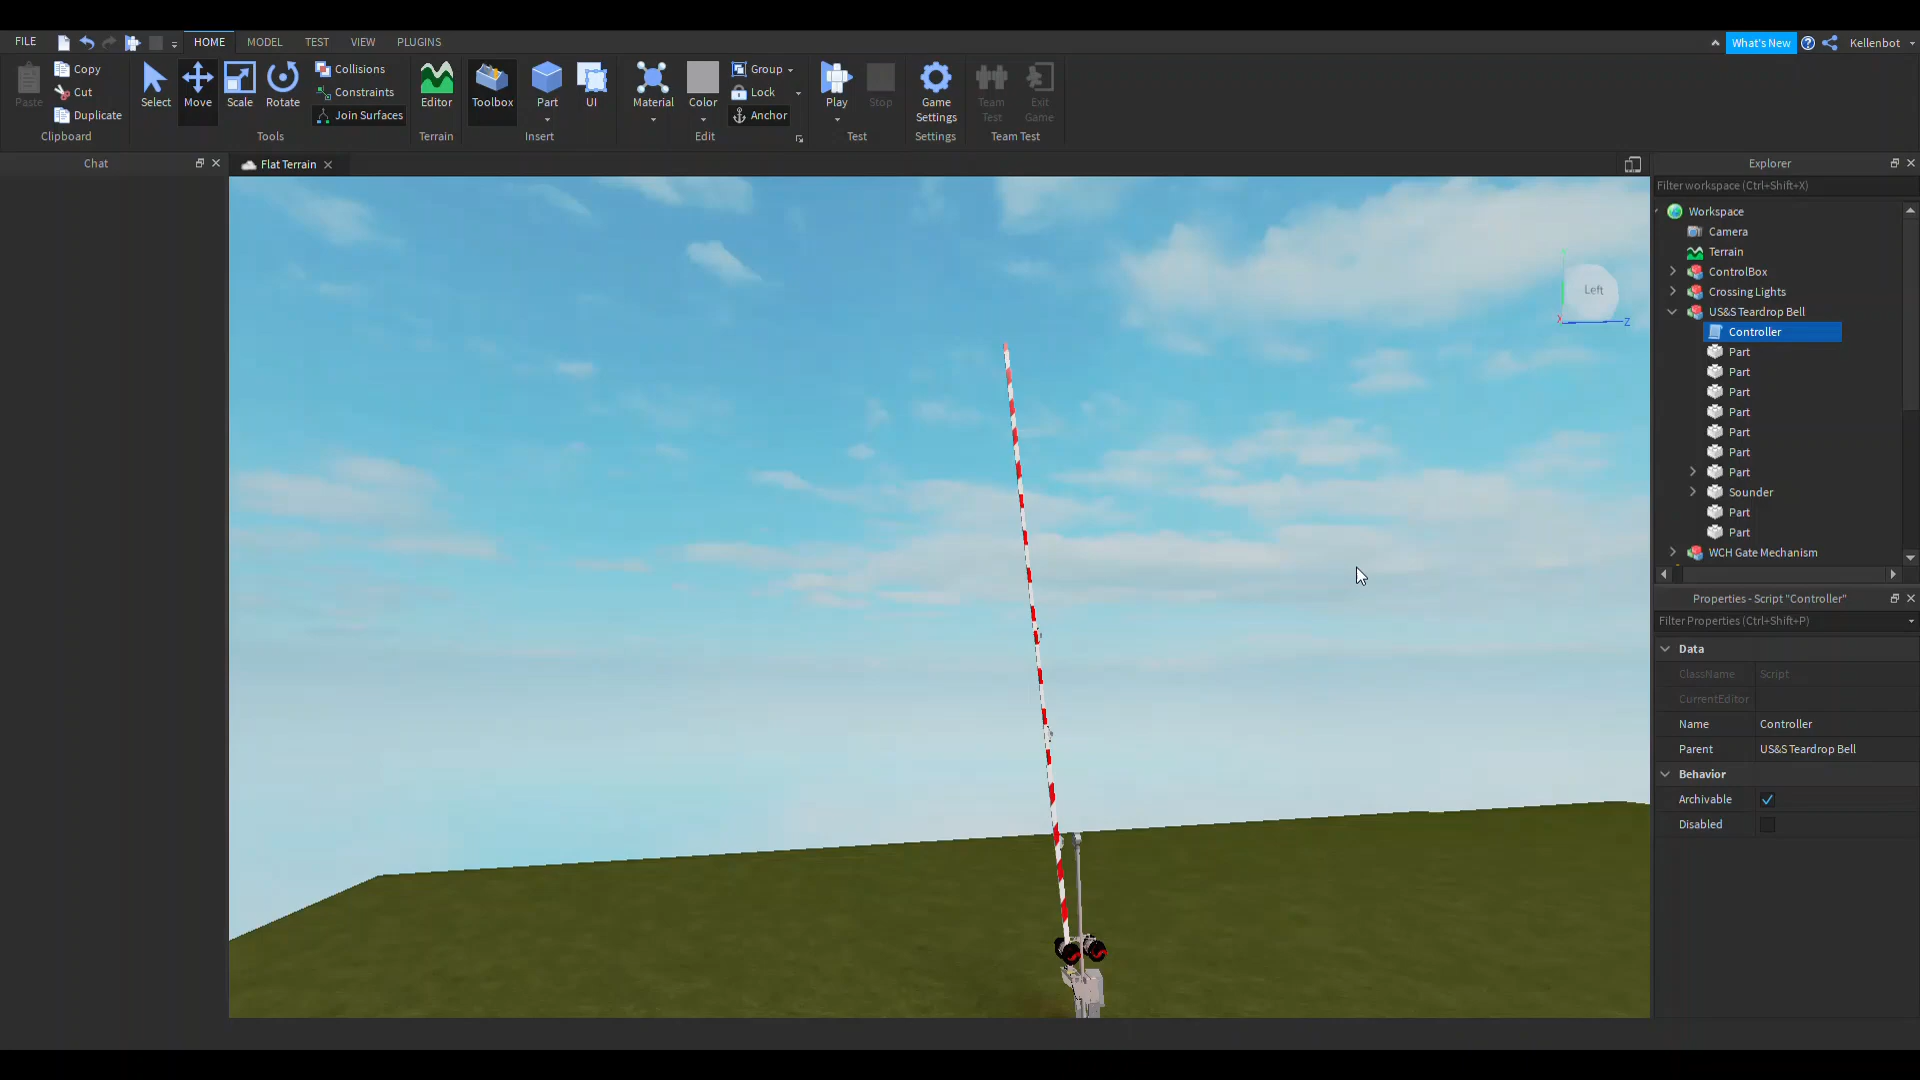 FILE HOME MODEL TEST VIEW PLUGINS What's New Kellenbot
Paste Copy Cut Duplicate
Clipboard
Select Move Scale Rotate Collisions Constraints Join Surfaces
Tools
Editor
Terrain
Toolbox Part UI
Insert
Material Color Group Lock Anchor
Edit
Play Stop
Test
Game Settings
Settings
Team Test Exit Game
Team Test
Chat
Flat Terrain
Left
X
Z
Explorer
Filter workspace (Ctrl+Shift+X)
Workspace
Camera
Terrain
ControlBox
Crossing Lights
US&S Teardrop Bell
Controller
Part
Part
Part
Part
Part
Part
Part
Sounder
Part
Part
WCH Gate Mechanism
Properties - Script "Controller"
Filter Properties (Ctrl+Shift+P)
Data
ClassName Script
CurrentEditor
Name Controller
Parent US&S Teardrop Bell
Behavior
Archivable
Disabled